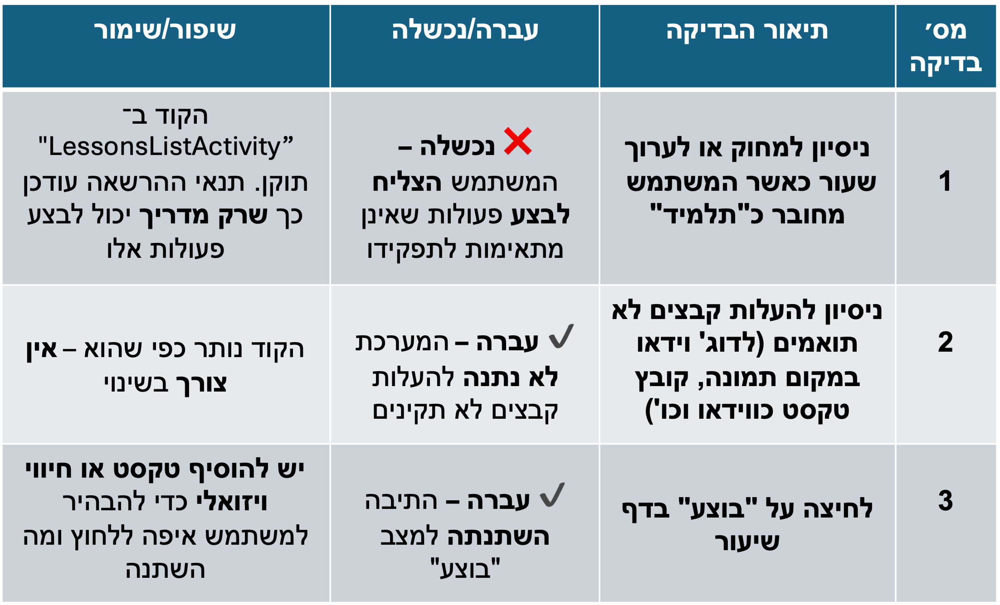 מס׳
בדיקה
תיאור הבדיקה
עברה/נכשלה
שיפור/שימור
1
ניסיון למחוק או לערוך
שעור כאשר המשתמש
מחובר כ"תלמיד"
❌ נכשלה –
המשתמש הצליח
לבצע פעולות שאינן
מתאימות לתפקידו
הקוד ב־
"LessonsListActivity”
תוקן. תנאי ההרשאה עודכן
כך שרק מדריך יכול לבצע
פעולות אלו
2
ניסיון להעלות קבצים לא
תואמים (לדוג' וידאו
במקום תמונה, קובץ
טקסט כווידאו וכו')
✔ עברה – המערכת
לא נתנה להעלות
קבצים לא תקינים
הקוד נותר כפי שהוא – אין
צורך בשינוי
3
לחיצה על "בוצע" בדף
שיעור
✔ עברה – התיבה
השתנתה למצב
"בוצע"
יש להוסיף טקסט או חיווי
ויזואלי כדי להבהיר
למשתמש איפה ללחוץ ומה
השתנה